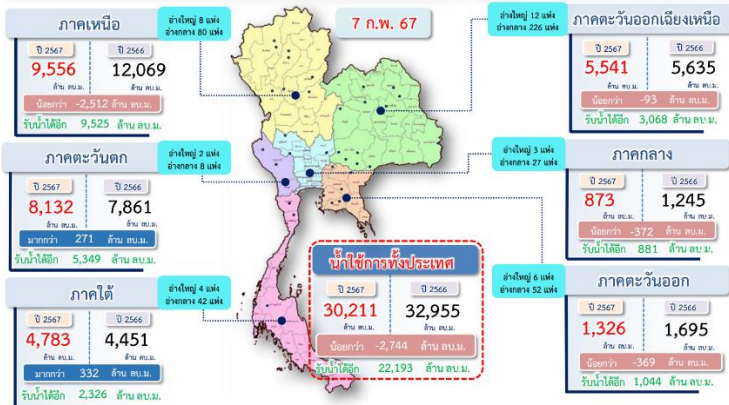 7 ก.พ. 67
ภาคเหนือ
ปี 2567 ปี 2566
9,556 12,069
ล้าน ลบ.ม. ล้าน ลบ.ม.
น้อยกว่า -2,512 ล้าน ลบ.ม.
รับน้ำได้อีก 9,525 ล้าน ลบ.ม.
อ่างใหญ่ 8 แห่ง
อ่างกลาง 80 แห่ง
อ่างใหญ่ 12 แห่ง
อ่างกลาง 226 แห่ง
ภาคตะวันออกเฉียงเหนือ
ปี 2567 ปี 2566
5,541 5,635
ล้าน ลบ.ม. ล้าน ลบ.ม.
น้อยกว่า -93 ล้าน ลบ.ม.
รับน้ำได้อีก 3,068 ล้าน ลบ.ม.
ภาคตะวันตก
ปี 2567 ปี 2566
8,132 7,861
ล้าน ลบ.ม. ล้าน ลบ.ม.
มากกว่า 271 ล้าน ลบ.ม.
รับน้ำได้อีก 5,349 ล้าน ลบ.ม.
อ่างใหญ่ 2 แห่ง
อ่างกลาง 8 แห่ง
อ่างใหญ่ 3 แห่ง
อ่างกลาง 27 แห่ง
ภาคกลาง
ปี 2567 ปี 2566
873 1,245
ล้าน ลบ.ม. ล้าน ลบ.ม.
น้อยกว่า -372 ล้าน ลบ.ม.
รับน้ำได้อีก 881 ล้าน ลบ.ม.
ภาคใต้
ปี 2567 ปี 2566
4,783 4,451
ล้าน ลบ.ม. ล้าน ลบ.ม.
มากกว่า 332 ล้าน ลบ.ม.
รับน้ำได้อีก 2,326 ล้าน ลบ.ม.
อ่างใหญ่ 4 แห่ง
อ่างกลาง 42 แห่ง
น้ำใช้การทั้งประเทศ
ปี 2567 ปี 2566
30,211 32,955
ล้าน ลบ.ม. ล้าน ลบ.ม.
น้อยกว่า -2,744 ล้าน ลบ.ม.
รับน้ำได้อีก 22,193 ล้าน ลบ.ม.
อ่างใหญ่ 6 แห่ง
อ่างกลาง 52 แห่ง
ภาคตะวันออก
ปี 2567 ปี 2566
1,326 1,695
ล้าน ลบ.ม. ล้าน ลบ.ม.
น้อยกว่า -369 ล้าน ลบ.ม.
รับน้ำได้อีก 1,044 ล้าน ลบ.ม.